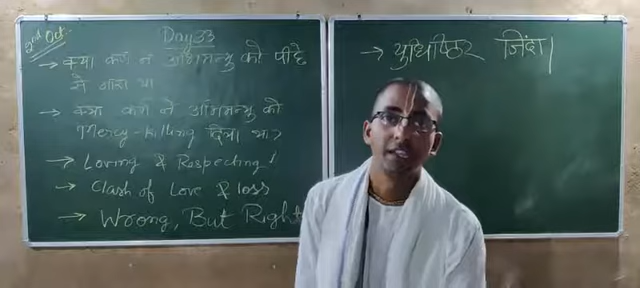 2nd Oct.
Day 33
→ क्या कर्ण ने अभिमन्यु को पीछे
से मारा था
→ क्या कर्ण ने अभिमन्यु को
Mercy-killing दिया था?
→ Loving & Respecting!
→ Clash of Love & loss
→ Wrong, But Right
→ युधिष्ठिर जिंदा।